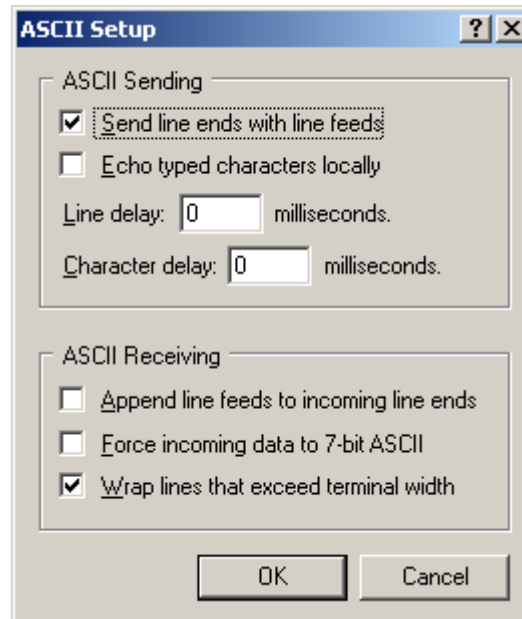 ASCII Setup
ASCII Sending
Send line ends with line feeds
Echo typed characters locally
Line delay: 0 milliseconds.
Character delay: 0 milliseconds.
ASCII Receiving
Append line feeds to incoming line ends
Force incoming data to 7-bit ASCII
Wrap lines that exceed terminal width
OK Cancel